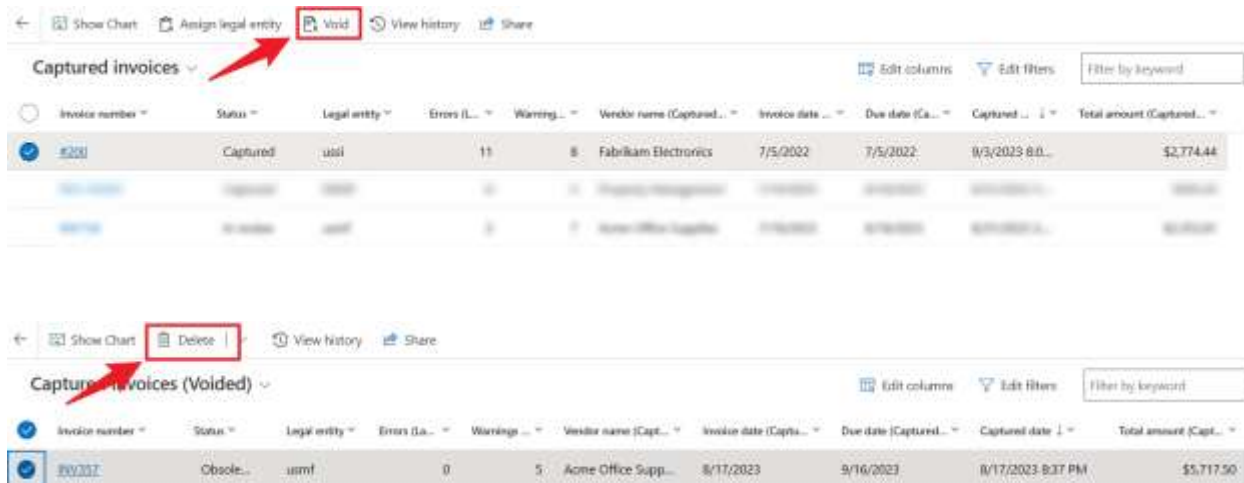 Show Chart Assign legal entity Void View history Share
Captured invoices Edit columns Edit filters Filter by keyword
Invoice number Status Legal entity Errors (L... Warning... Vendor name (Captured... Invoice date ... Due date (Ca... Captured ... ↓ Total amount (Captured...
#200 Captured ussi 11 8 Fabrikam Electronics 7/5/2022 7/5/2022 9/3/2023 8:0... $2,774.44
In review usmf Acme Office Supplies
Show Chart Delete View history Share
Captured invoices (Voided) Edit columns Edit filters Filter by keyword
Invoice number Status Legal entity Errors (La... Warnings ... Vendor name (Capt... Invoice date (Captu... Due date (Captured... Captured date ↓ Total amount (Capt...
INV357 Obsole... usmf 0 5 Acme Office Supp... 8/17/2023 9/16/2023 8/17/2023 8:37 PM $5,717.50